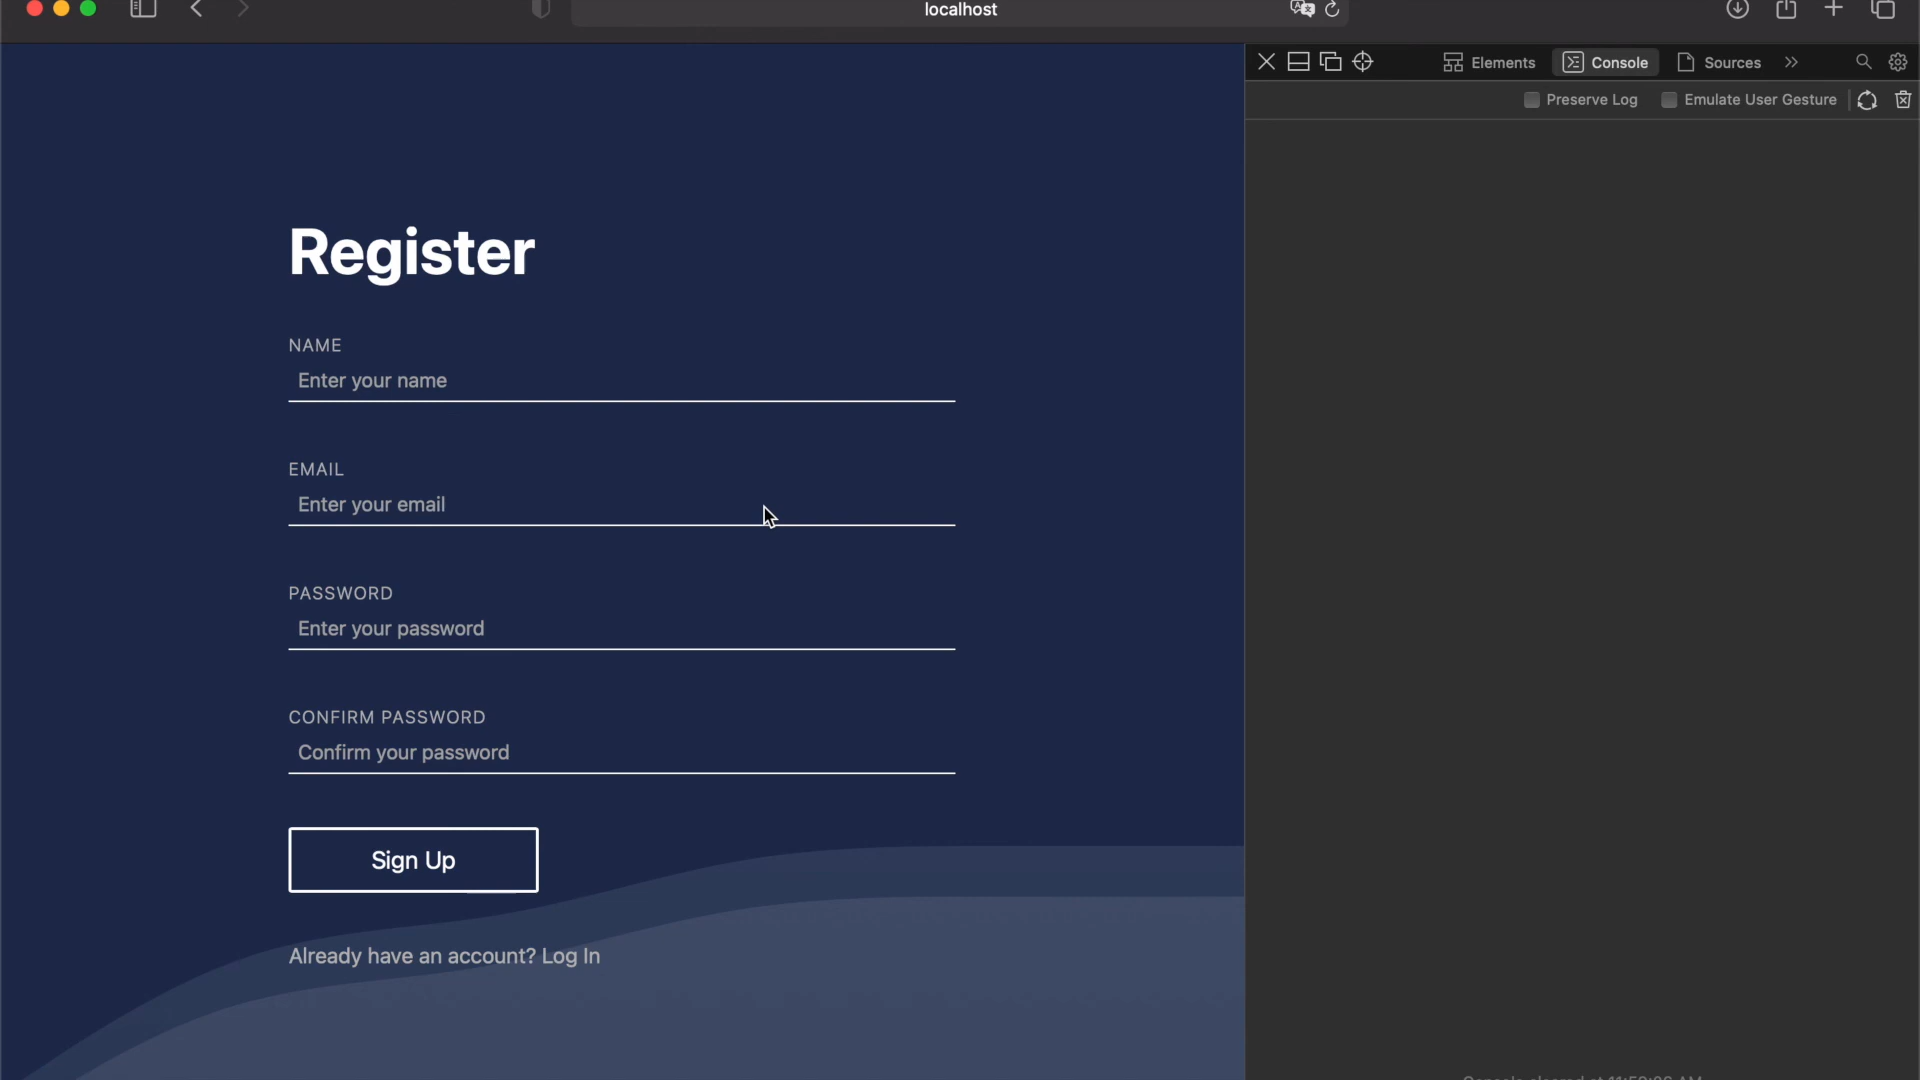 localhost
Elements
Console
Sources
Preserve Log
Emulate User Gesture
Register
NAME
Enter your name
EMAIL
Enter your email
PASSWORD
Enter your password
CONFIRM PASSWORD
Confirm your password
Sign Up
Already have an account? Log In